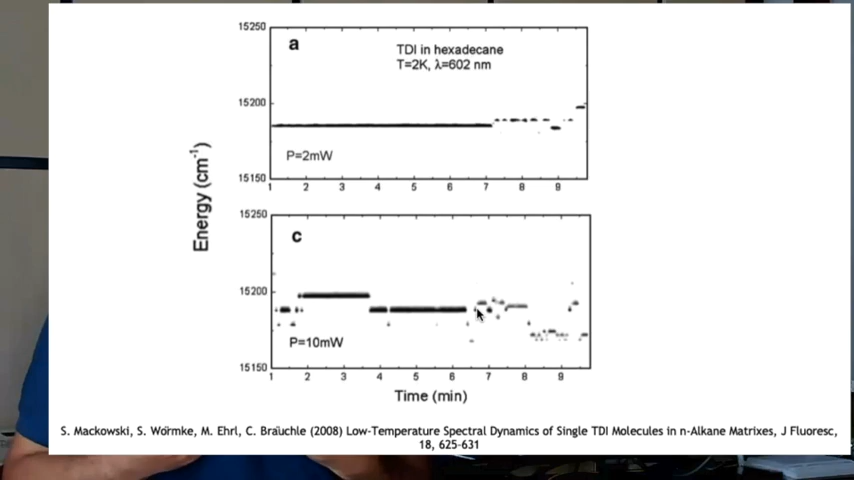 15250
a
TDI in hexadecane
T=2K, λ=602 nm
15200
P=2mW
15150
1 2 3 4 5 6 7 8 9
Energy (cm⁻¹)
15250
c
15200
P=10mW
15150
1 2 3 4 5 6 7 8 9
Time (min)
S. Mackowski, S. Wörmke, M. Ehrl, C. Bräuchle (2008) Low-Temperature Spectral Dynamics of Single TDI Molecules in n-Alkane Matrixes, J Fluoresc,
18, 625-631